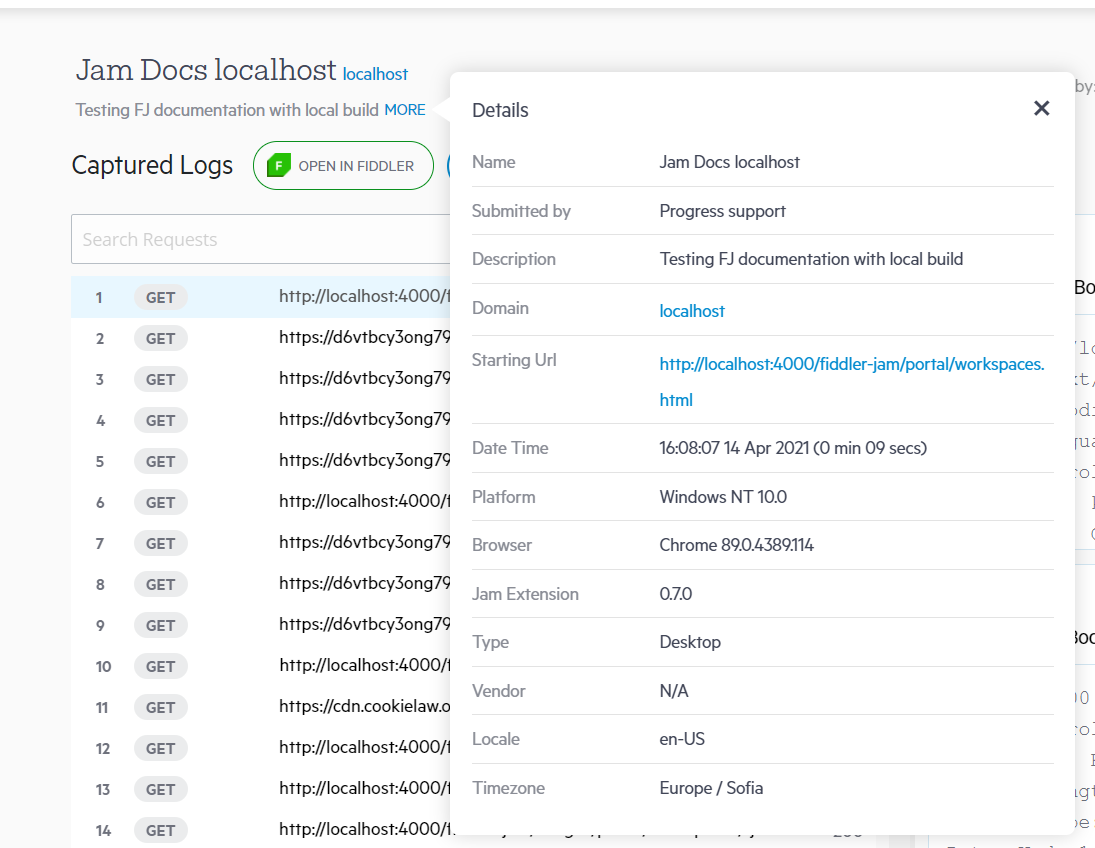 Jam Docs localhost localhost
Testing FJ documentation with local build MORE
by:
Captured Logs
F OPEN IN FIDDLER
Search Requests
1 GET http://localhost:4000/f
2 GET https://d6vtbcy3ong79
3 GET https://d6vtbcy3ong79
4 GET https://d6vtbcy3ong79
5 GET https://d6vtbcy3ong79
6 GET http://localhost:4000/f
7 GET https://d6vtbcy3ong79
8 GET https://d6vtbcy3ong79
9 GET https://d6vtbcy3ong79
10 GET http://localhost:4000/f
11 GET https://cdn.cookielaw.o
12 GET http://localhost:4000/f
13 GET http://localhost:4000/f
14 GET http://localhost:4000/f
Details
Name Jam Docs localhost
Submitted by Progress support
Description Testing FJ documentation with local build
Domain localhost
Starting Url http://localhost:4000/fiddler-jam/portal/workspaces.
html
Date Time 16:08:07 14 Apr 2021 (0 min 09 secs)
Platform Windows NT 10.0
Browser Chrome 89.0.4389.114
Jam Extension 0.7.0
Type Desktop
Vendor N/A
Locale en-US
Timezone Europe / Sofia